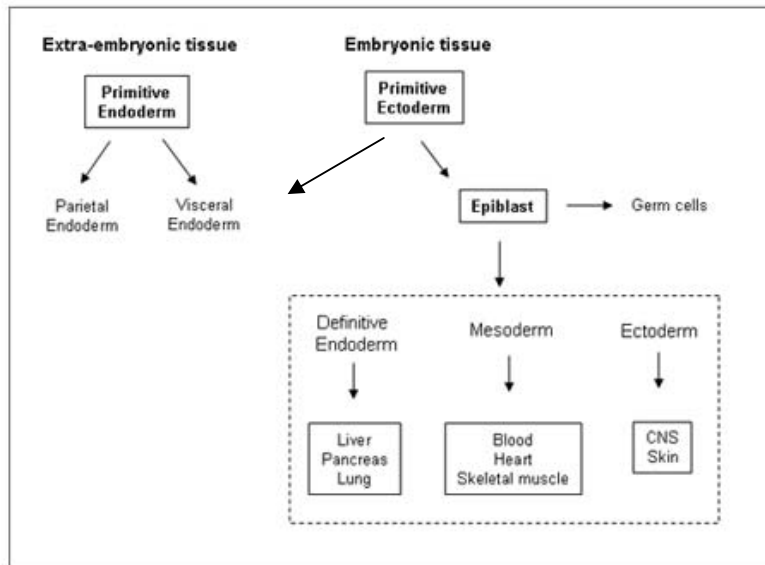 Extra-embryonic tissue
Embryonic tissue
Primitive
Endoderm
Primitive
Ectoderm
Parietal
Endoderm
Visceral
Endoderm
Epiblast
Germ cells
Definitive
Endoderm
Mesoderm
Ectoderm
Liver
Pancreas
Lung
Blood
Heart
Skeletal muscle
CNS
Skin